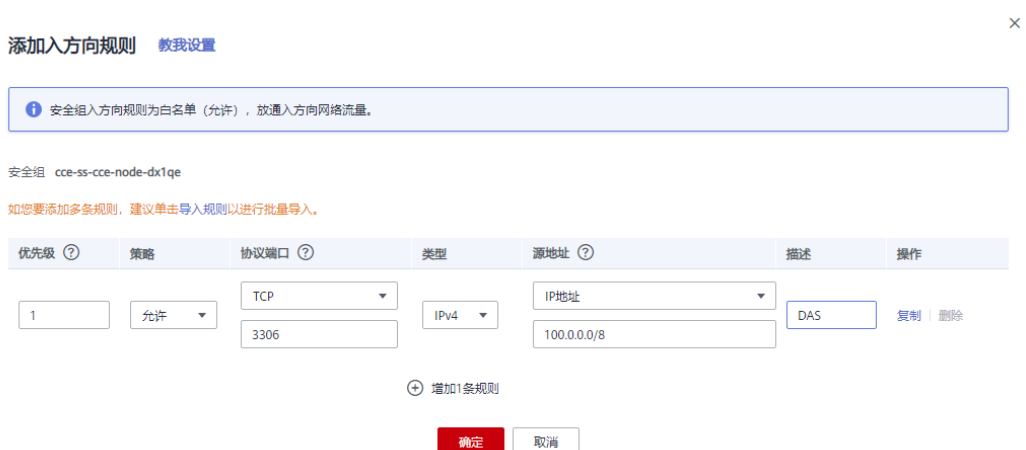 添加入方向规则 教我设置
安全组入方向规则为白名单（允许），放通入方向网络流量。
安全组 cce-ss-cce-node-dx1qe
如您要添加多条规则，建议单击导入规则以进行批量导入。
优先级 策略 协议端口 类型 源地址 描述 操作
TCP IP地址
1 允许 IPv4 DAS 复制 删除
3306 100.0.0.0/8
增加1条规则
确定 取消